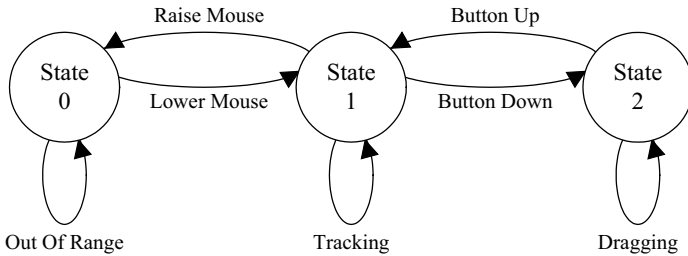 Raise Mouse
Button Up
State
0
State
1
State
2
Lower Mouse
Button Down
Out Of Range
Tracking
Dragging